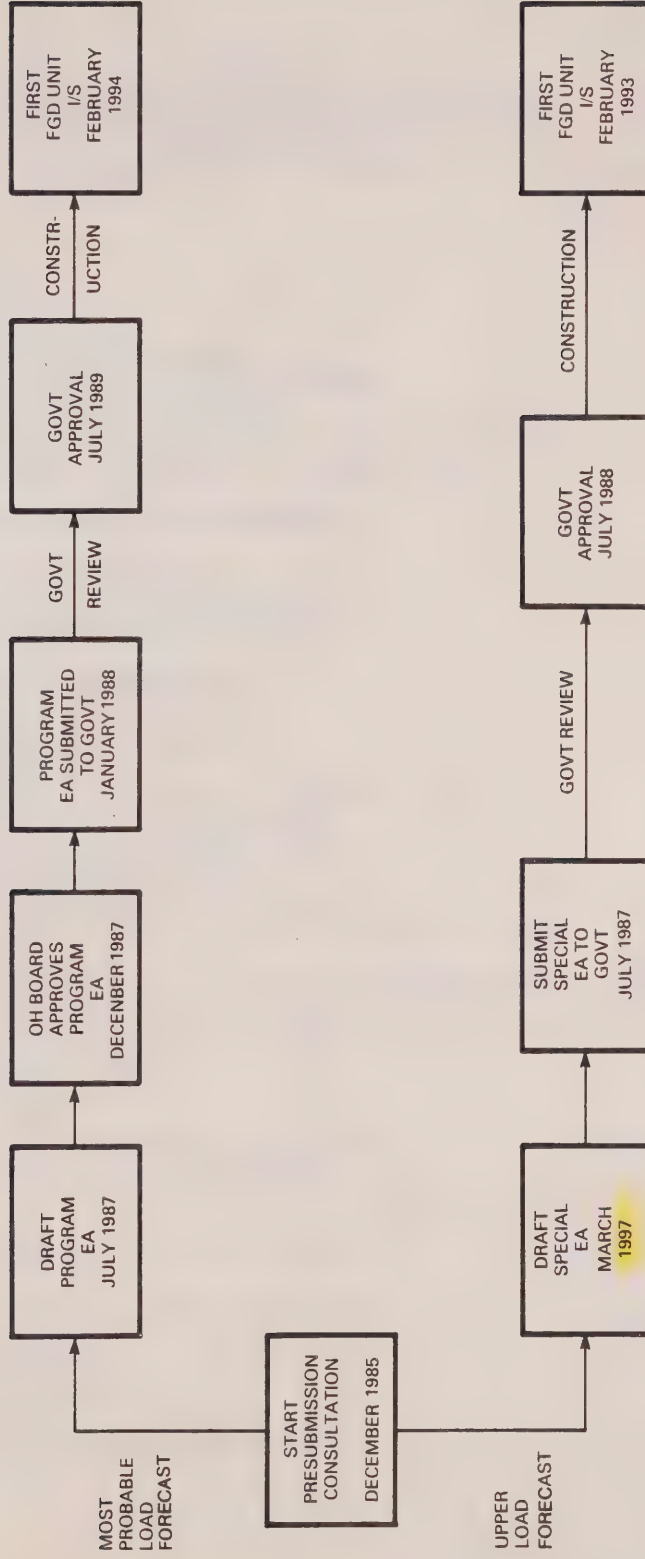 MOST
PROBABLE
LOAD
FORECAST
DRAFT
PROGRAM
EA
JULY 1987
OH BOARD
APPROVES
PROGRAM
EA
DECENBER 1987
PROGRAM
EA SUBMITTED
TO GOVT
JANUARY 1988
GOVT
REVIEW
GOVT
APPROVAL
JULY 1989
CONSTR-
UCTION
FIRST
FGD UNIT
I/S
FEBRUARY
1994
START
PRESUBMISSION
CONSULTATION
DECEMBER 1985
UPPER
LOAD
FORECAST
DRAFT
SPECIAL
EA
MARCH
1997
SUBMIT
SPECIAL
EA TO
GOVT
JULY 1987
GOVT REVIEW
GOVT
APPROVAL
JULY 1988
CONSTRUCTION
FIRST
FGD UNIT
I/S
FEBRUARY
1993